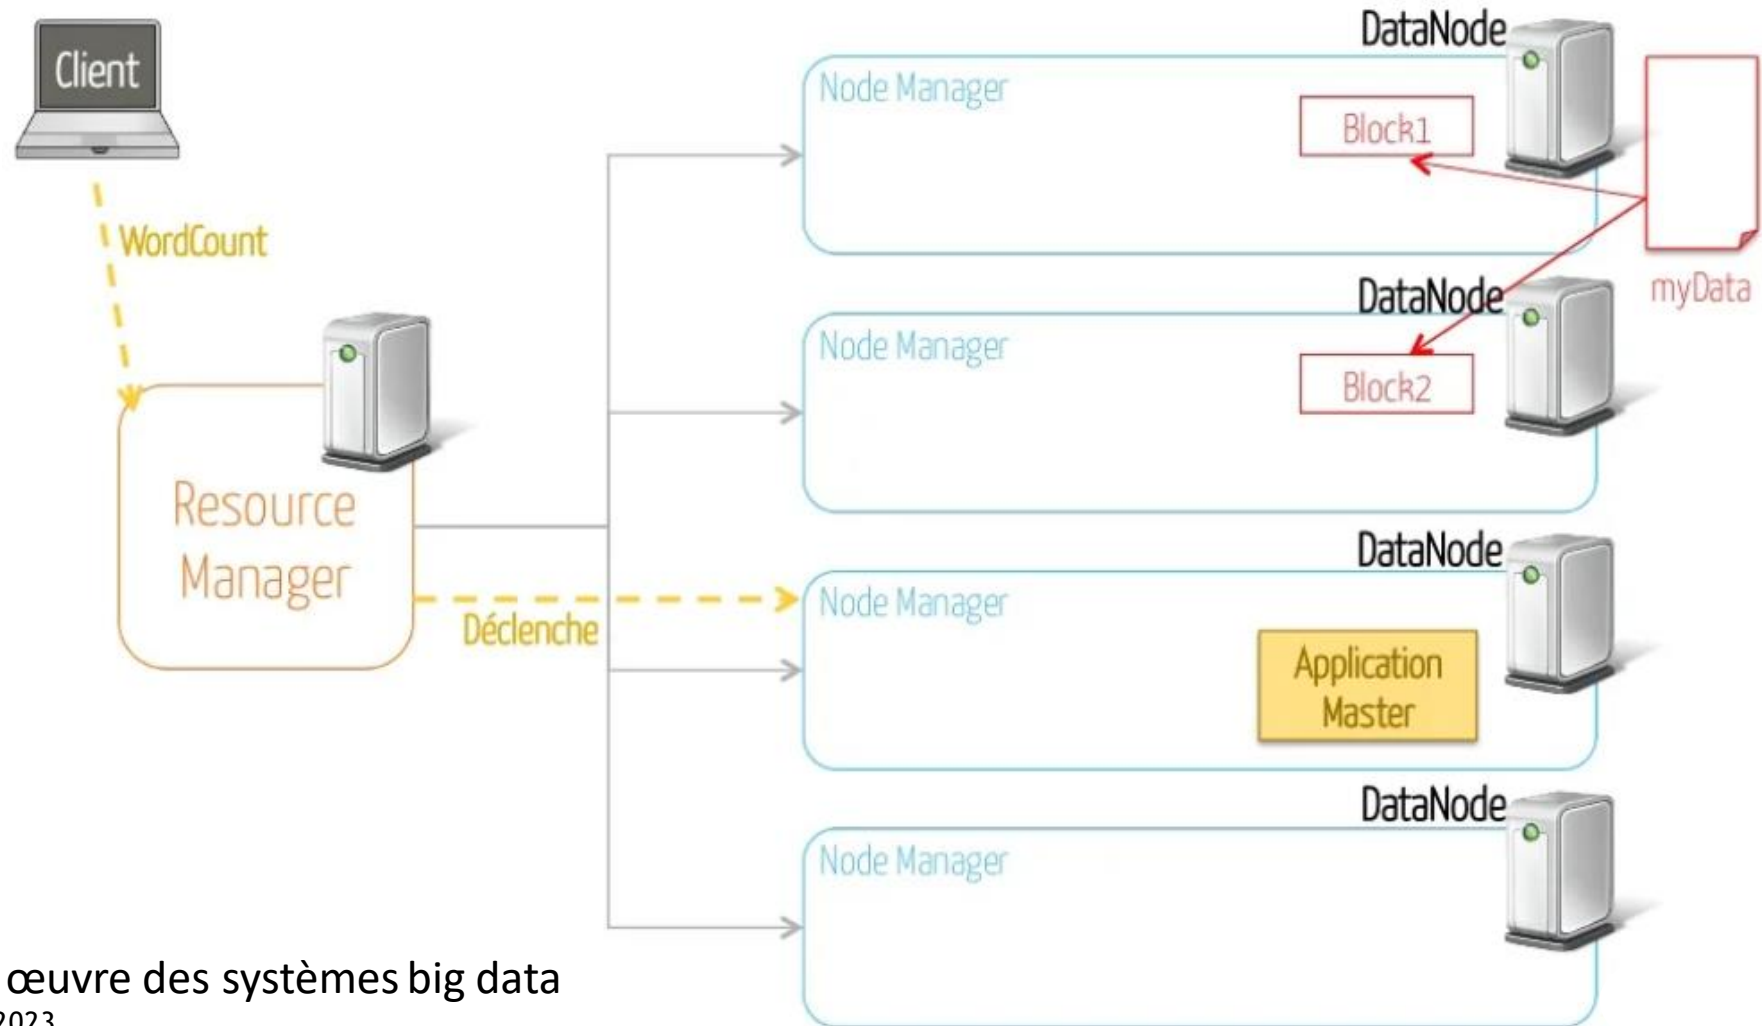 Client
WordCount
Resource
Manager
Déclenche
DataNode
Node Manager
Block1
myData
DataNode
Node Manager
Block2
DataNode
Node Manager
Application
Master
DataNode
Node Manager
œuvre des systèmes big data
2023